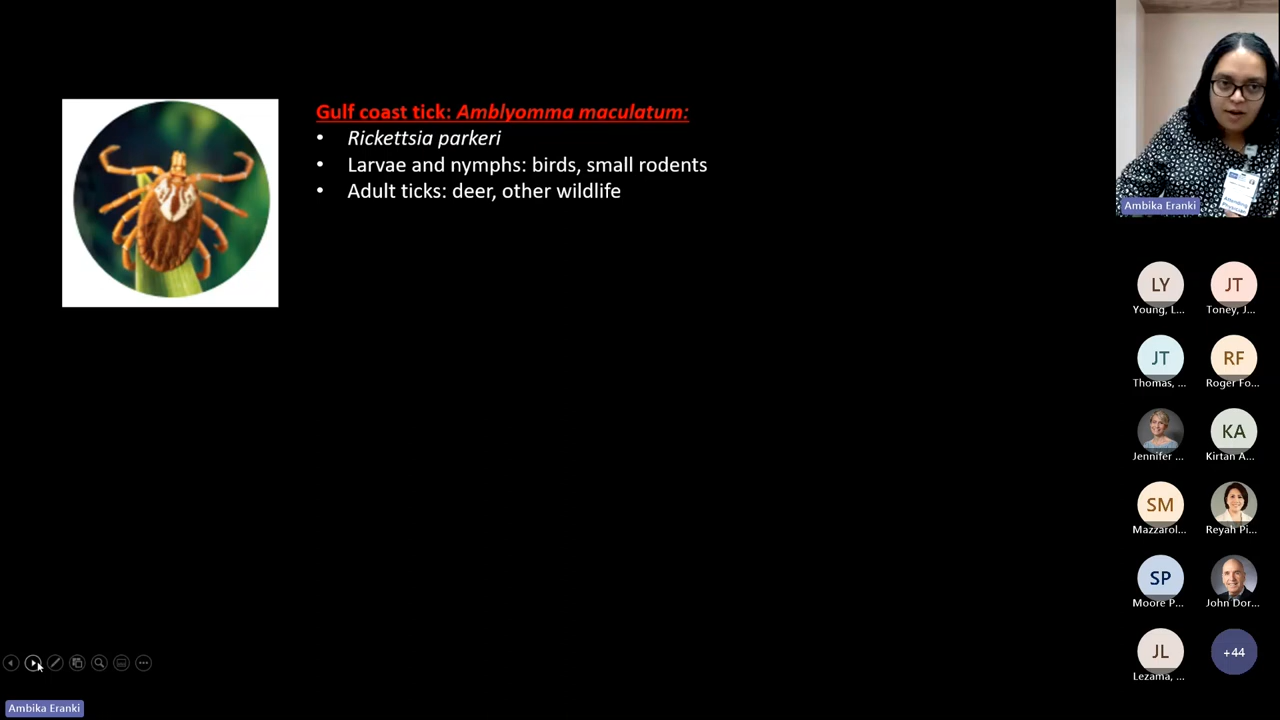 Gulf coast tick: Amblyomma maculatum:
• Rickettsia parkeri
• Larvae and nymphs: birds, small rodents
• Adult ticks: deer, other wildlife
Attending
Physician
Ambika Eranki
LY
Young, L...
JT
Toney, J...
JT
Thomas, ...
RF
Roger Fo...
Jennifer ...
KA
Kirtan A...
SM
Mazzarol...
Reyah Pi...
SP
Moore P...
John Dor...
JL
Lezama, ...
+44
Ambika Eranki